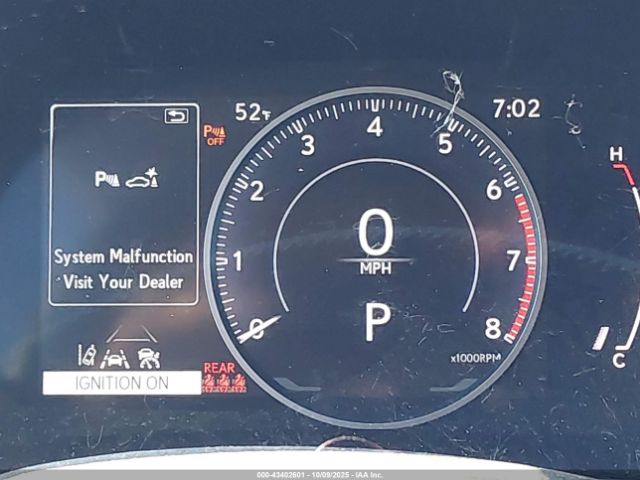 52°F
7:02
P OFF
P
System Malfunction
Visit Your Dealer
0
1
2
3
4
5
6
7
8
0
MPH
P
x1000RPM
H
C
REAR
IGNITION ON
000-43402601 - 10/09/2025 - IAA Inc.